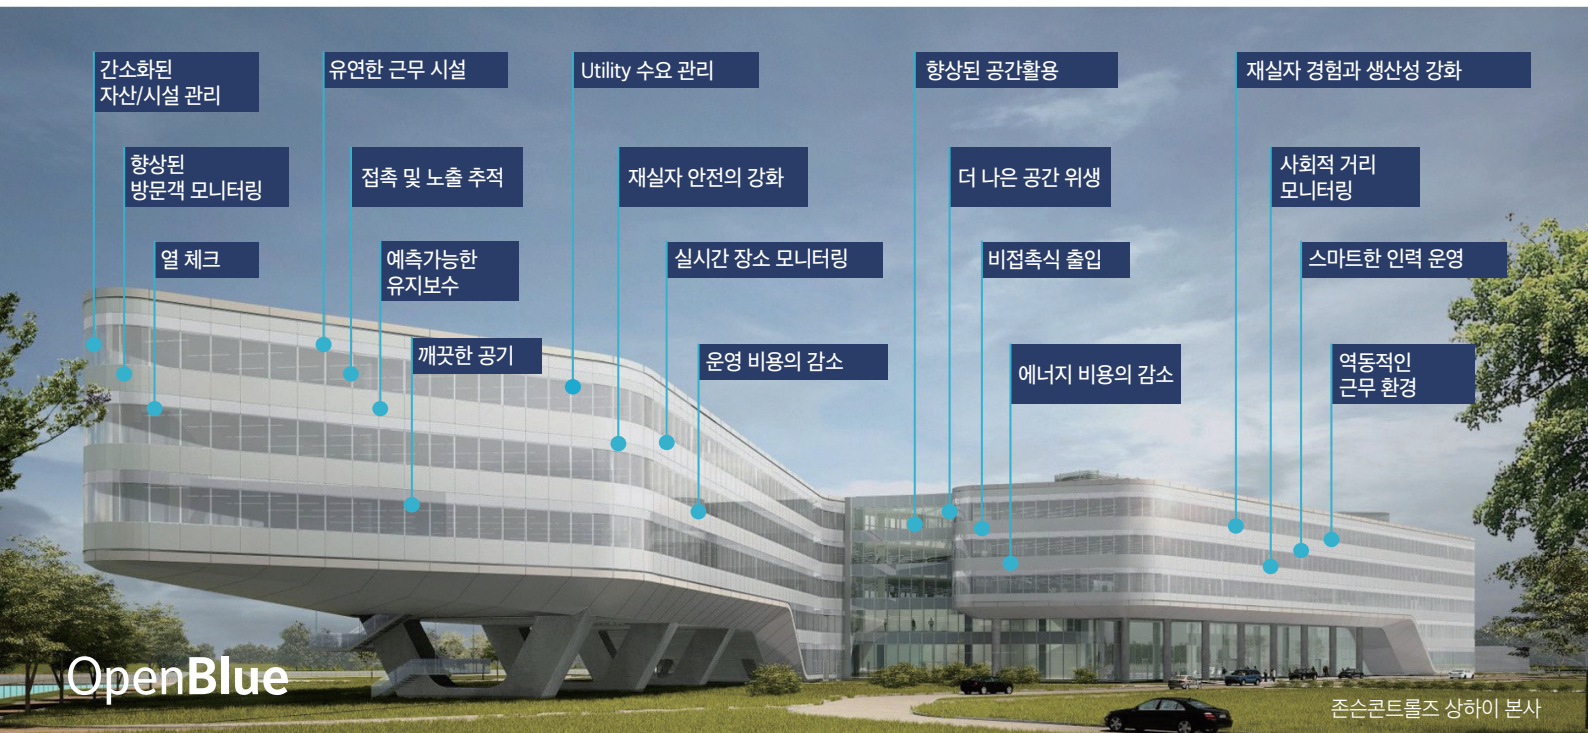 간소화된
자산/시설 관리
유연한 근무 시설
Utility 수요 관리
향상된 공간활용
재실자 경험과 생산성 강화
향상된
방문객 모니터링
접촉 및 노출 추적
재실자 안전의 강화
더 나은 공간 위생
사회적 거리
모니터링
열 체크
예측가능한
유지보수
실시간 장소 모니터링
비접촉식 출입
스마트한 인력 운영
깨끗한 공기
운영 비용의 감소
에너지 비용의 감소
역동적인
근무 환경
OpenBlue
존슨콘트롤즈 상하이 본사